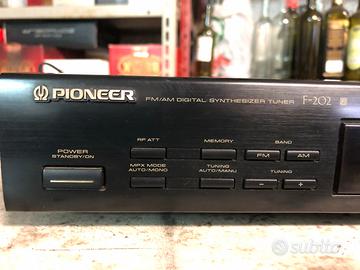 PIONEER FM/AM DIGITAL SYNTHESIZER TUNER F-202
RF ATT MEMORY BAND
POWER
STANDBY/ON
FM AM
MPX MODE
AUTO/MONO
TUNING
AUTO/MANU
TUNING
− +
subito.it